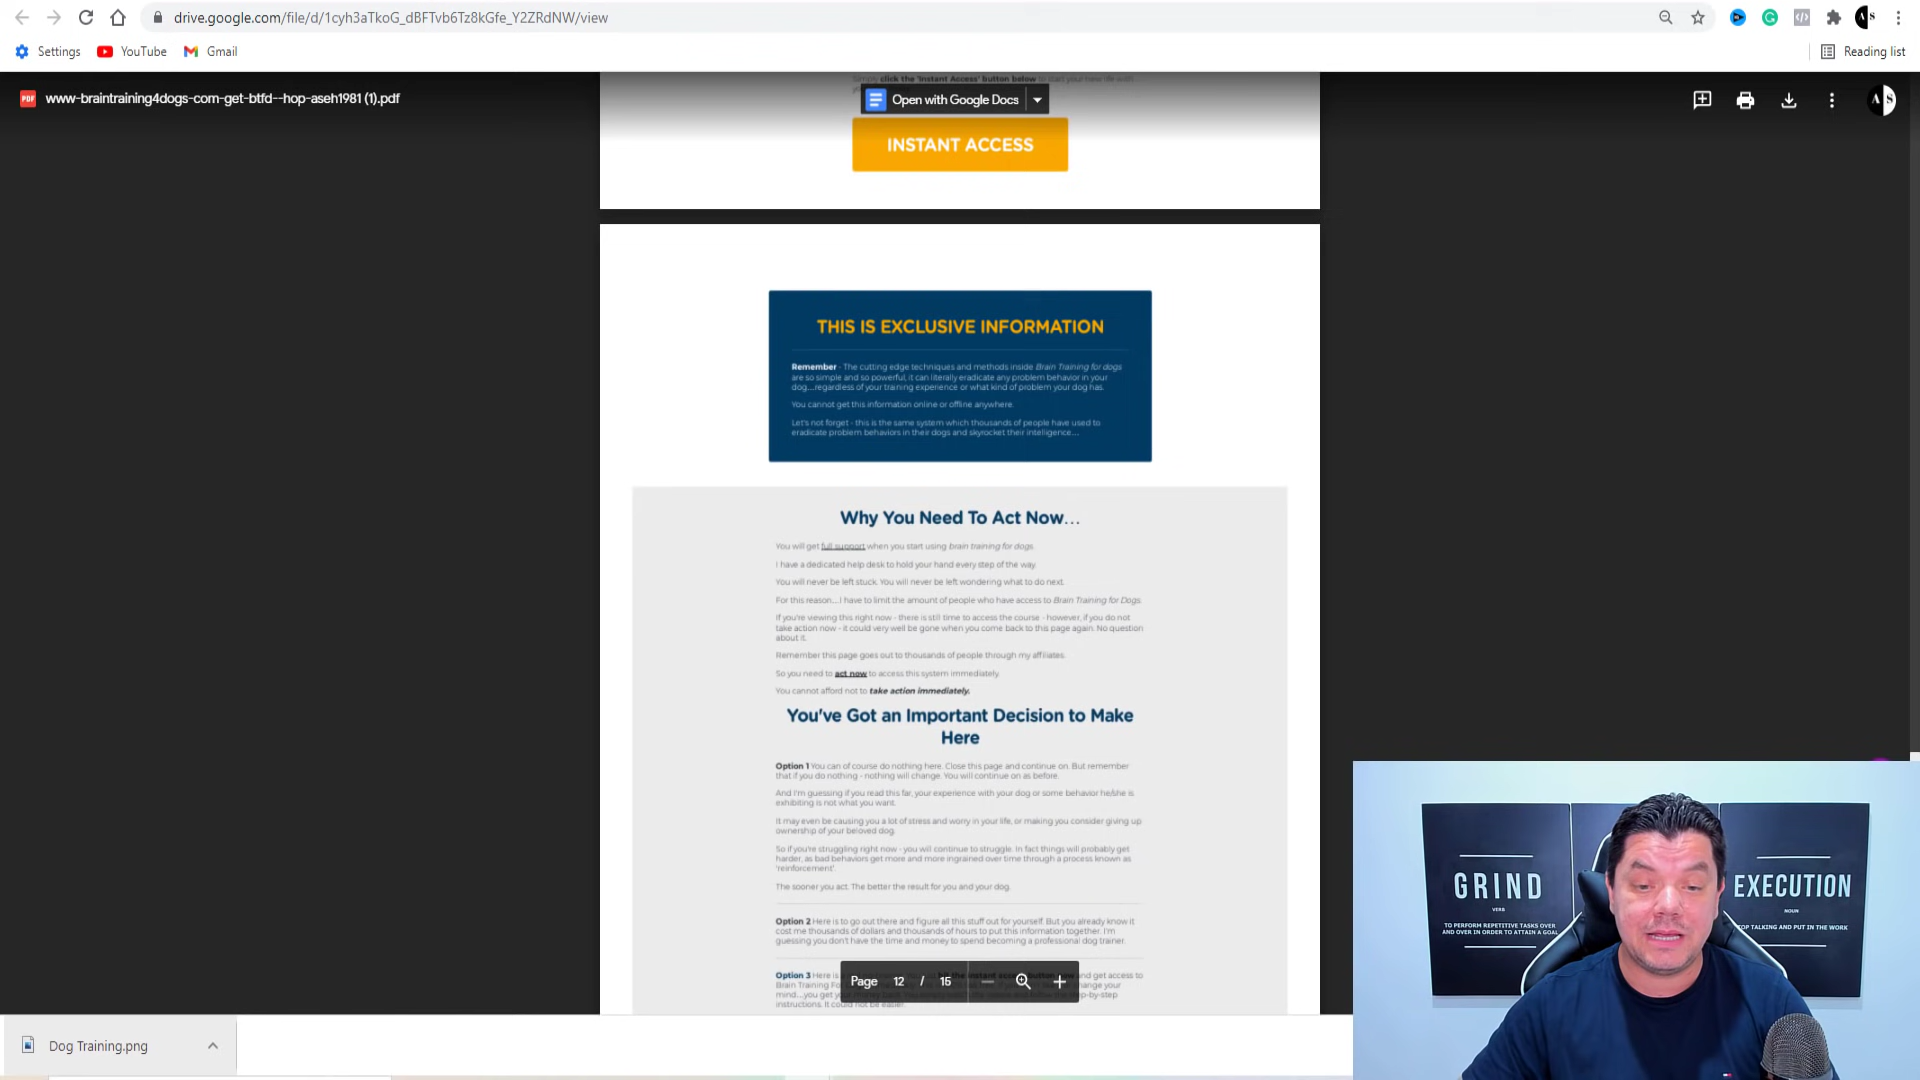 drive.google.com/file/d/1cyh3aTkoG_dBFTvb6Tz8kGfe_Y2ZRdNW/view
Settings
YouTube
Gmail
Reading list
PDF
www-braintraining4dogs-com-get-btfd--hop-aseh1981 (1).pdf
Simply click the 'Instant Access' button below to start your new life with
Open with Google Docs
A S
INSTANT ACCESS
THIS IS EXCLUSIVE INFORMATION
Remember - The cutting edge techniques and methods inside Brain Training for dogs
are so simple and so powerful, it can literally eradicate any problem behavior in your
dog....regardless of your training experience or what kind of problem your dog has.
You cannot get this information online or offline anywhere.
Let's not forget - this is the same system which thousands of people have used to
eradicate problem behaviors in their dogs and skyrocket their intelligence....
Why You Need To Act Now...
You will get full support when you start using brain training for dogs.
I have a dedicated help desk to hold your hand every step of the way.
You will never be left stuck. You will never be left wondering what to do next.
For this reason....I have to limit the amount of people who have access to Brain Training for Dogs.
If you're viewing this right now - there is still time to access the course - however, if you do not
take action now - it could very well be gone when you come back to this page again. No question
about it.
Remember this page goes out to thousands of people through my affiliates.
So you need to act now to access this system immediately.
You cannot afford not to take action immediately.
You've Got an Important Decision to Make
Here
Option 1 You can of course do nothing here. Close this page and continue on. But remember
that if you do nothing - nothing will change. You will continue on as before.
And I'm guessing if you read this far, your experience with your dog or some behavior he/she is
exhibiting is not what you want.
It may even be causing you a lot of stress and worry in your life, or making you consider giving up
ownership of your beloved dog.
So if you're struggling right now - you will continue to struggle. In fact things will probably get
harder, as bad behaviors get more and more ingrained over time through a process known as
'reinforcement'.
The sooner you act. The better the result for you and your dog.
Option 2 Here is to go out there and figure all this stuff out for yourself. But you already know it
cost me thousands of dollars and thousands of hours to put this information together. I'm
guessing you don't have the time and money to spend becoming a professional dog trainer.
Option 3 Here is and get access to
Brain Training For change your
mind...you get step-by-step
instructions. It could not be easier.
Page 12 / 15
Dog Training.png
GRIND
VERB
TO PERFORM REPETITIVE TASKS OVER
AND OVER IN ORDER TO ATTAIN A GOAL
EXECUTION
NOUN
STOP TALKING AND PUT IN THE WORK